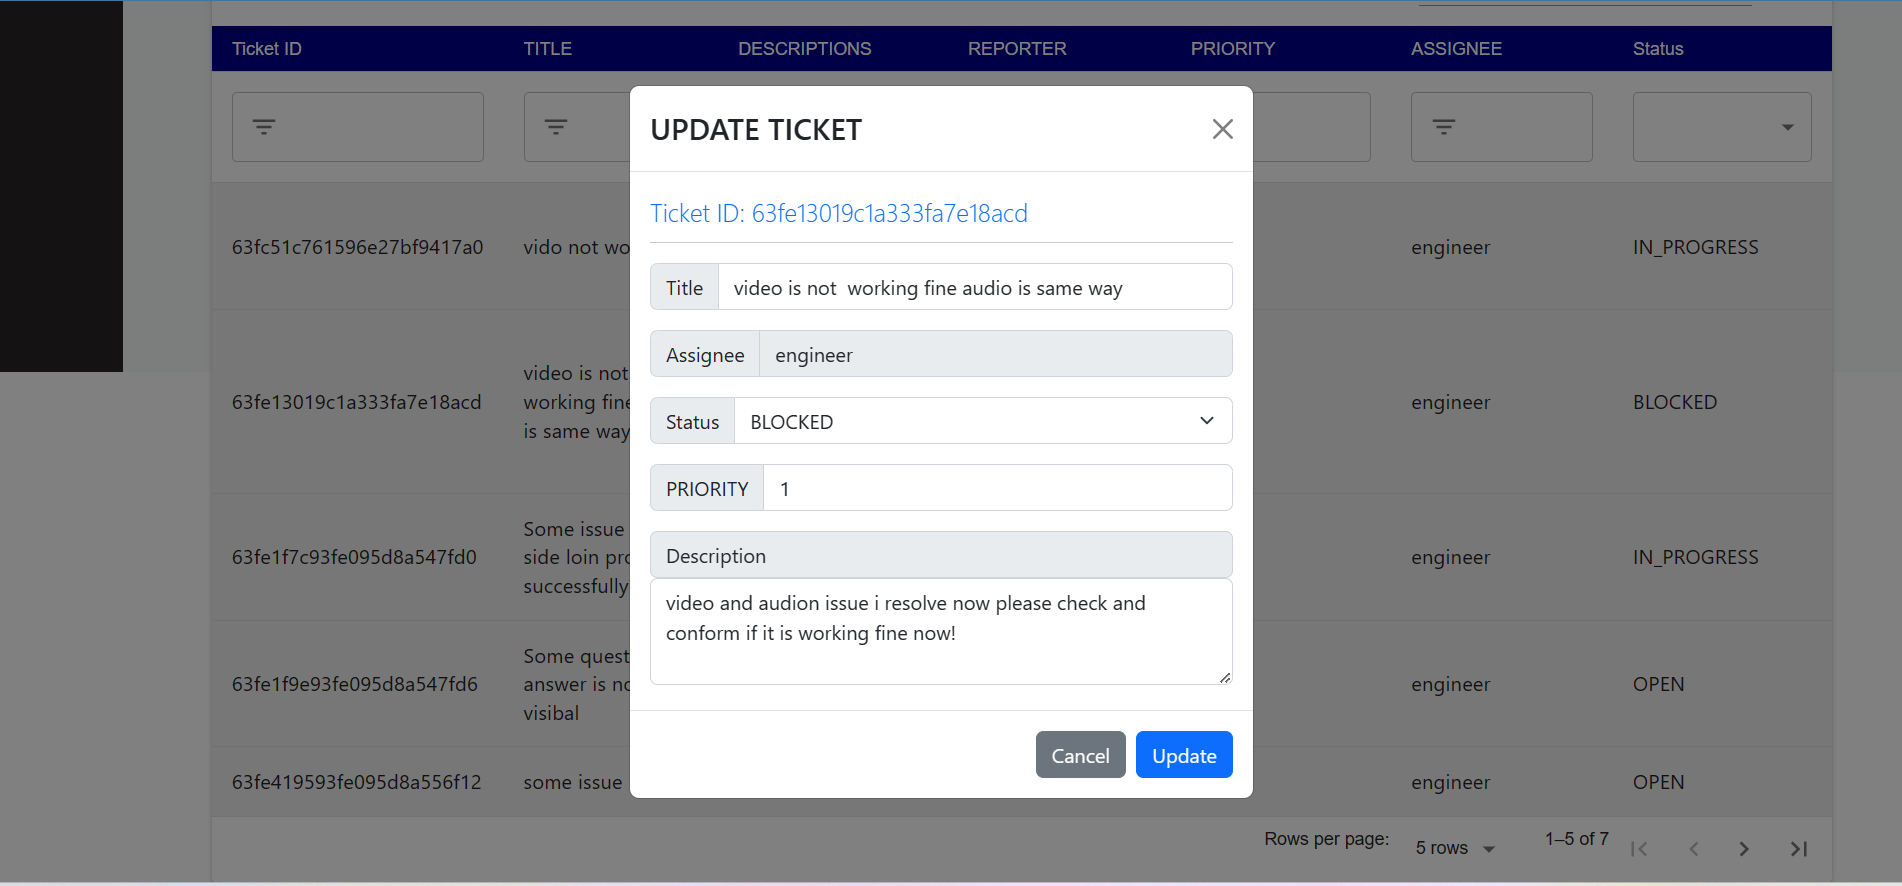 Ticket ID TITLE DESCRIPTIONS REPORTER PRIORITY ASSIGNEE Status
UPDATE TICKET
Ticket ID: 63fe13019c1a333fa7e18acd
Title video is not  working fine audio is same way
Assignee engineer
Status BLOCKED
PRIORITY 1
Description
video and audion issue i resolve now please check and
conform if it is working fine now!
Cancel Update
63fc51c761596e27bf9417a0 vido not wo engineer IN_PROGRESS
video is not
63fe13019c1a333fa7e18acd working fine engineer BLOCKED
is same way
Some issue
63fe1f7c93fe095d8a547fd0 side loin pro engineer IN_PROGRESS
successfully
Some quest
63fe1f9e93fe095d8a547fd6 answer is no engineer OPEN
visibal
63fe419593fe095d8a556f12 some issue engineer OPEN
Rows per page: 5 rows 1–5 of 7